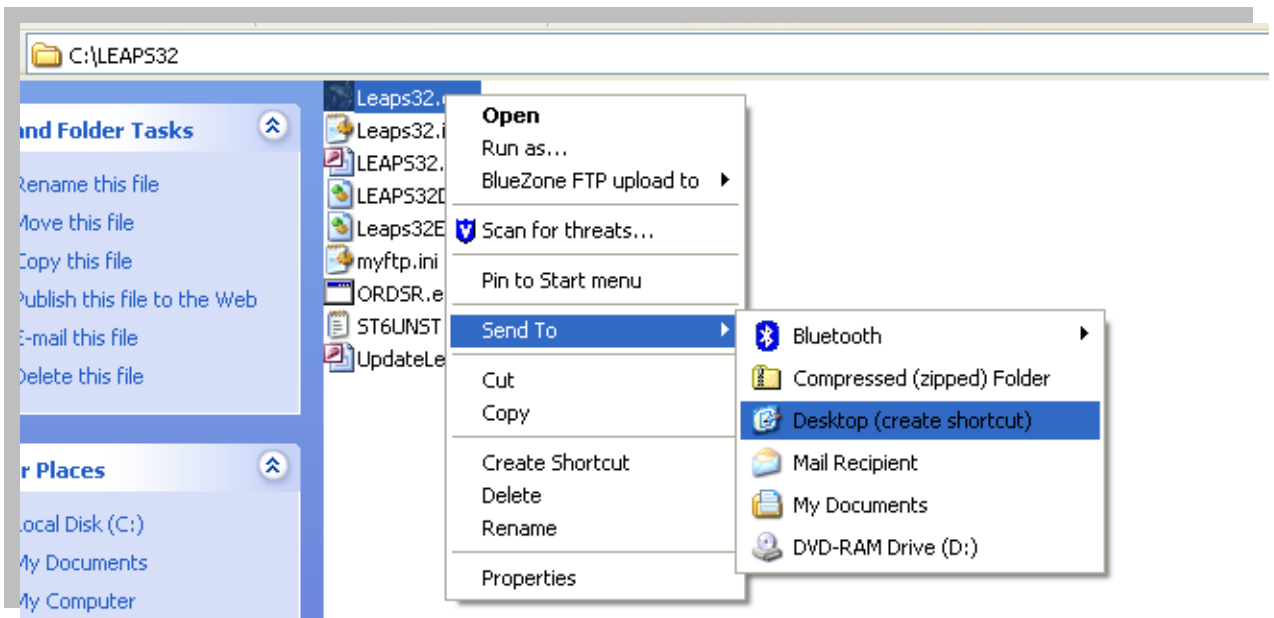 C:\LEAPS32
and Folder Tasks
Rename this file
Move this file
Copy this file
Publish this file to the Web
E-mail this file
Delete this file
r Places
Local Disk (C:)
My Documents
My Computer
Leaps32.
Leaps32.i
LEAPS32.
LEAPS32D
Leaps32E
myftp.ini
ORDSR.e
ST6UNST
UpdateLe
Open
Run as...
BlueZone FTP upload to
Scan for threats...
Pin to Start menu
Send To
Cut
Copy
Create Shortcut
Delete
Rename
Properties
Bluetooth
Compressed (zipped) Folder
Desktop (create shortcut)
Mail Recipient
My Documents
DVD-RAM Drive (D:)